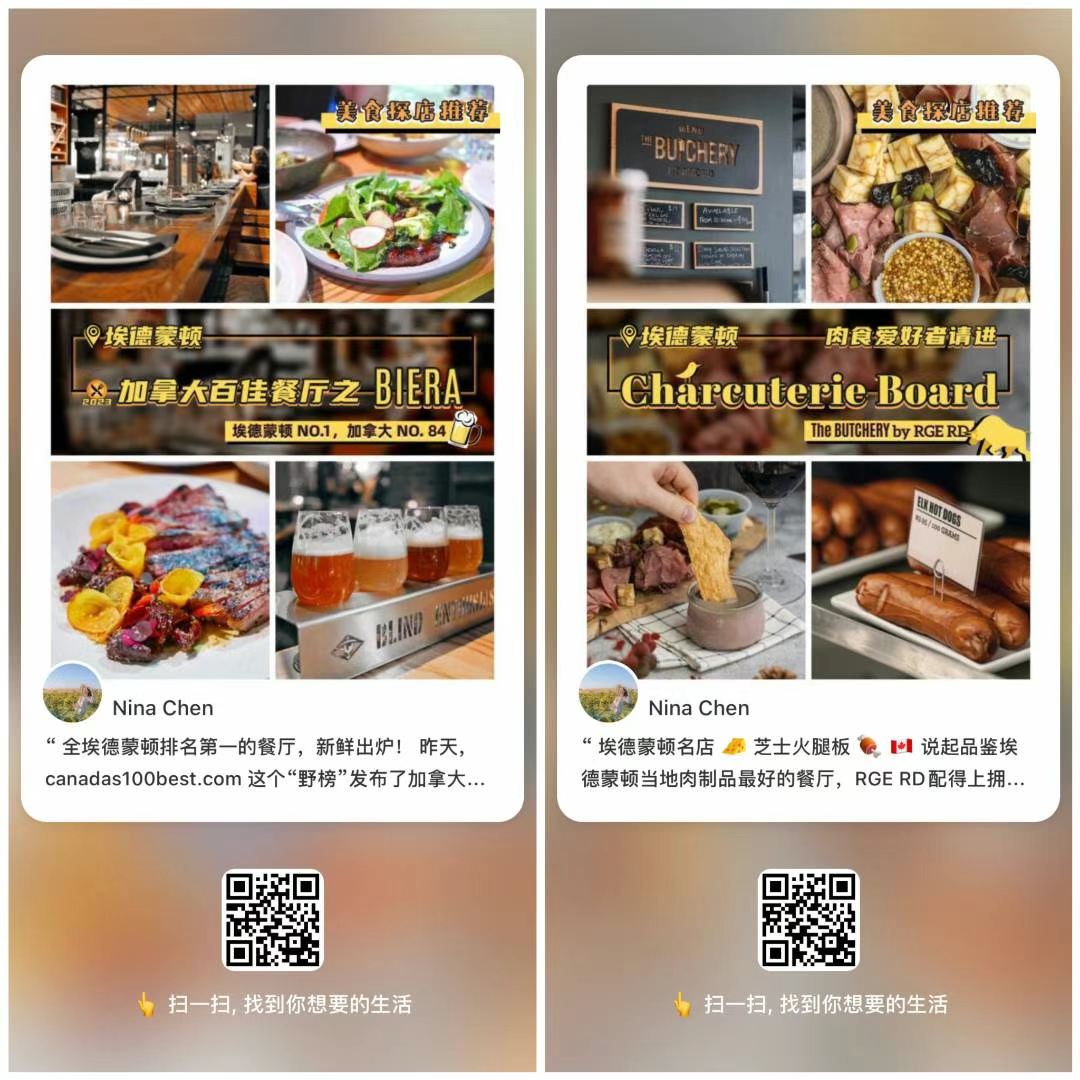 美食探店推荐
埃德蒙顿
2023 加拿大百佳餐厅之 BIERA
埃德蒙顿 NO.1，加拿大 NO. 84
BLIND ENTHUSIAS
Nina Chen
“ 全埃德蒙顿排名第一的餐厅，新鲜出炉！ 昨天，
canadas100best.com 这个“野榜”发布了加拿大...
👆 扫一扫, 找到你想要的生活
美食探店推荐
MENU
THE BUTCHERY
AVAILABLE
埃德蒙顿 肉食爱好者请进
Charcuterie Board
The BUTCHERY by RGE RD
ELK HOT DOGS
Nina Chen
“ 埃德蒙顿名店 🧀 芝士火腿板 🍖 🇨🇦 说起品鉴埃
德蒙顿当地肉制品最好的餐厅，RGE RD配得上拥...
👆 扫一扫, 找到你想要的生活